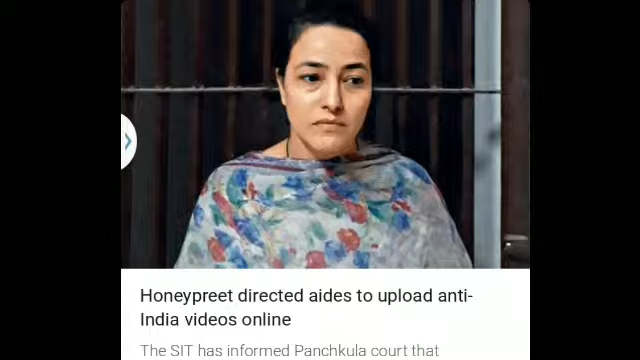 Honeypreet directed aides to upload anti-
India videos online
The SIT has informed Panchkula court that